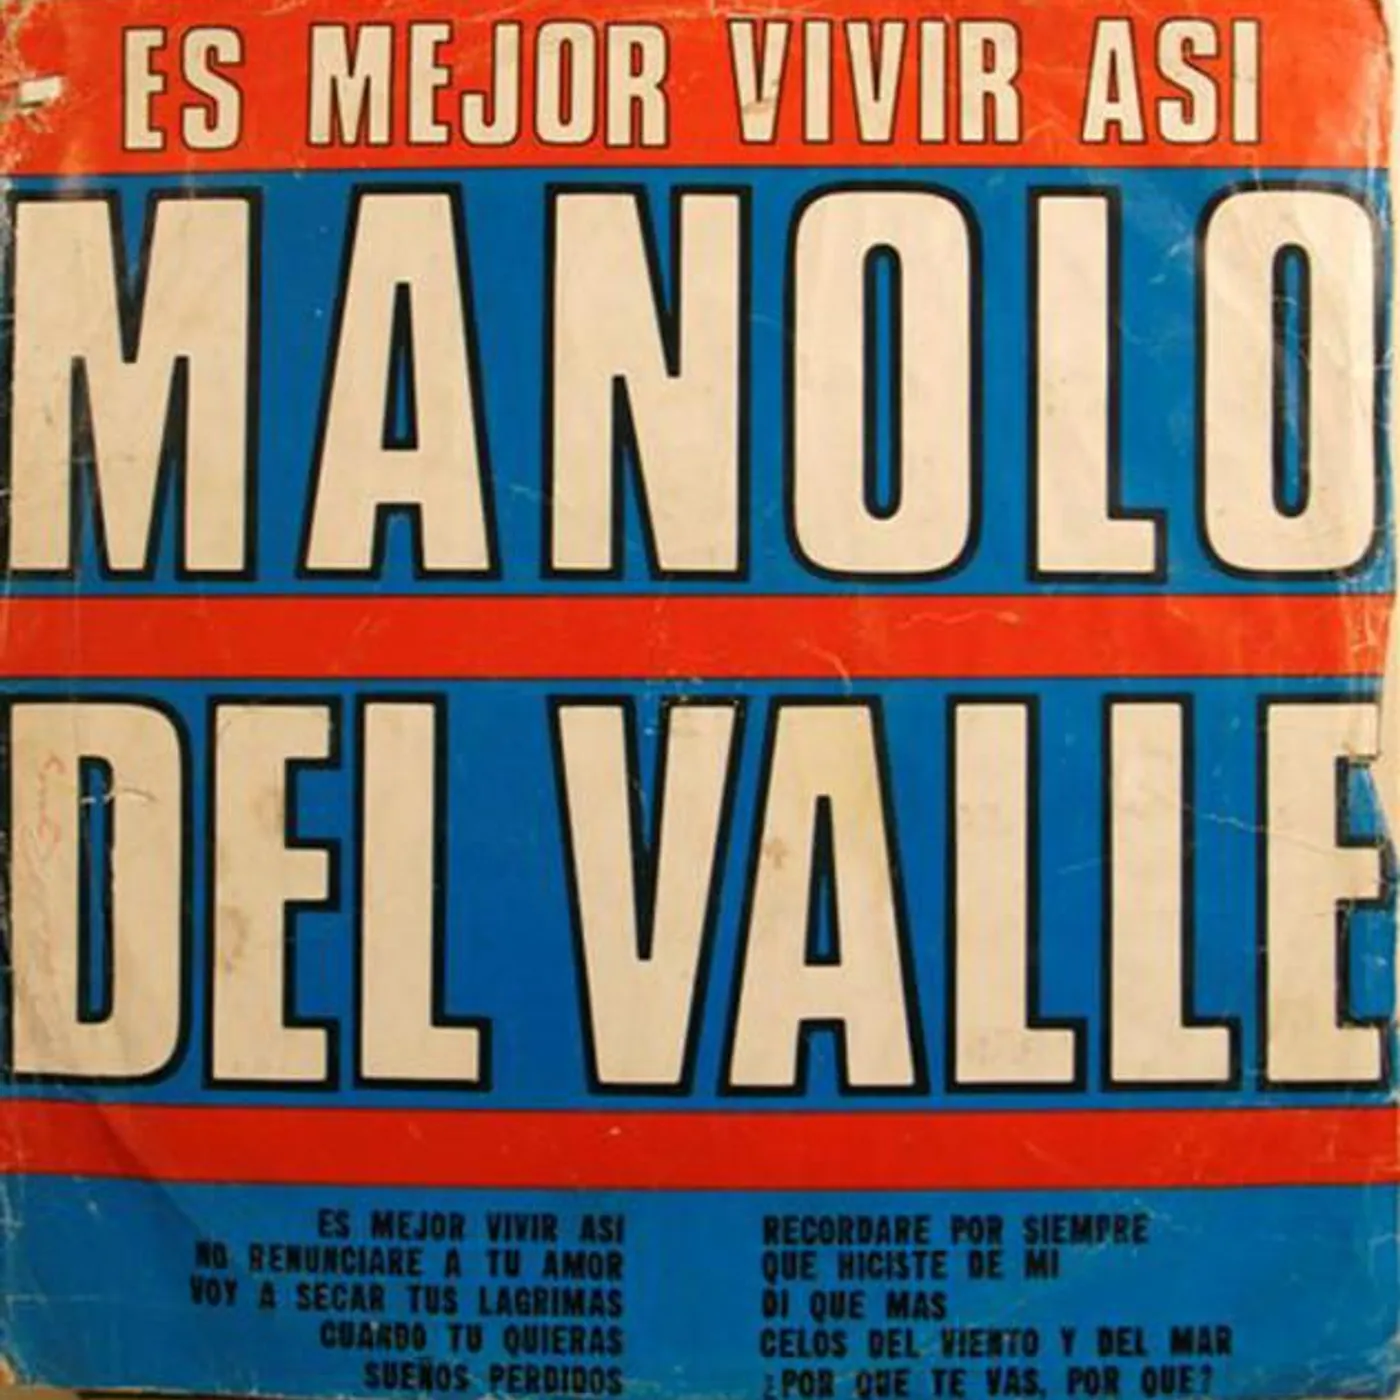 ES MEJOR VIVIR ASI
MANOLO
DEL VALLE
ES MEJOR VIVIR ASI
NO RENUNCIARE A TU AMOR
VOY A SECAR TUS LAGRIMAS
CUANDO TU QUIERAS
SUEÑOS PERDIDOS
RECORDARE POR SIEMPRE
QUE HICISTE DE MI
DI QUE MAS
CELOS DEL VIENTO Y DEL MAR
¿POR QUE TE VAS, POR QUE?